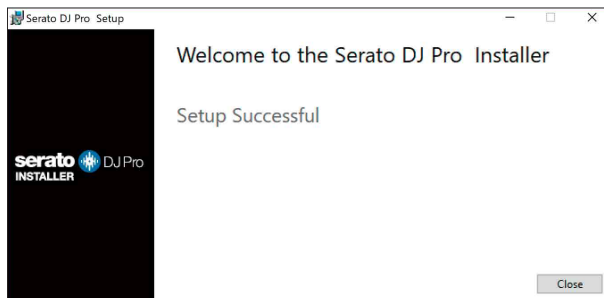 Serato DJ Pro Setup
Welcome to the Serato DJ Pro Installer
Setup Successful
serato DJ Pro
INSTALLER
Close